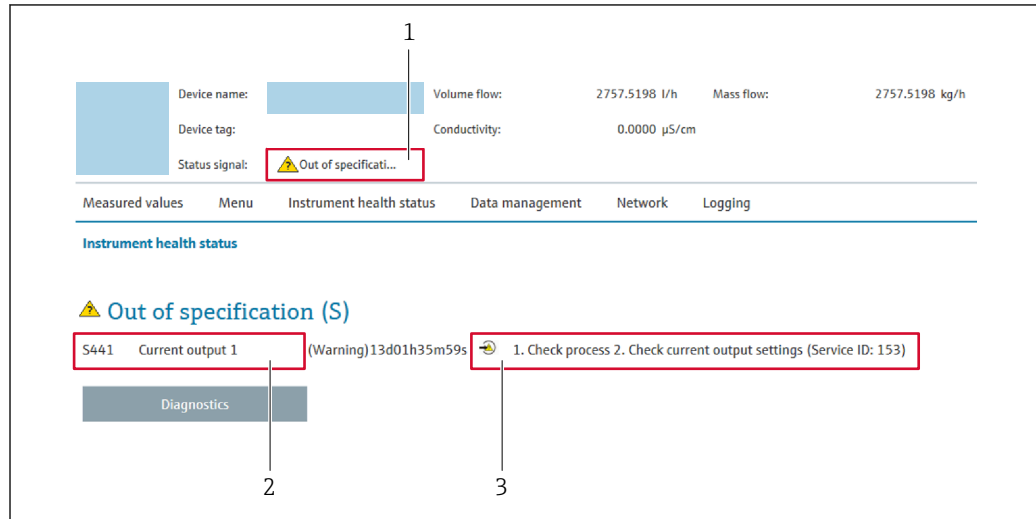 1
Device name: Volume flow: 2757.5198 l/h Mass flow: 2757.5198 kg/h
Device tag: Conductivity: 0.0000 µS/cm
Status signal: Out of specificati...
Measured values Menu Instrument health status Data management Network Logging
Instrument health status
Out of specification (S)
S441 Current output 1 (Warning)13d01h35m59s 1. Check process 2. Check current output settings (Service ID: 153)
Diagnostics
2 3